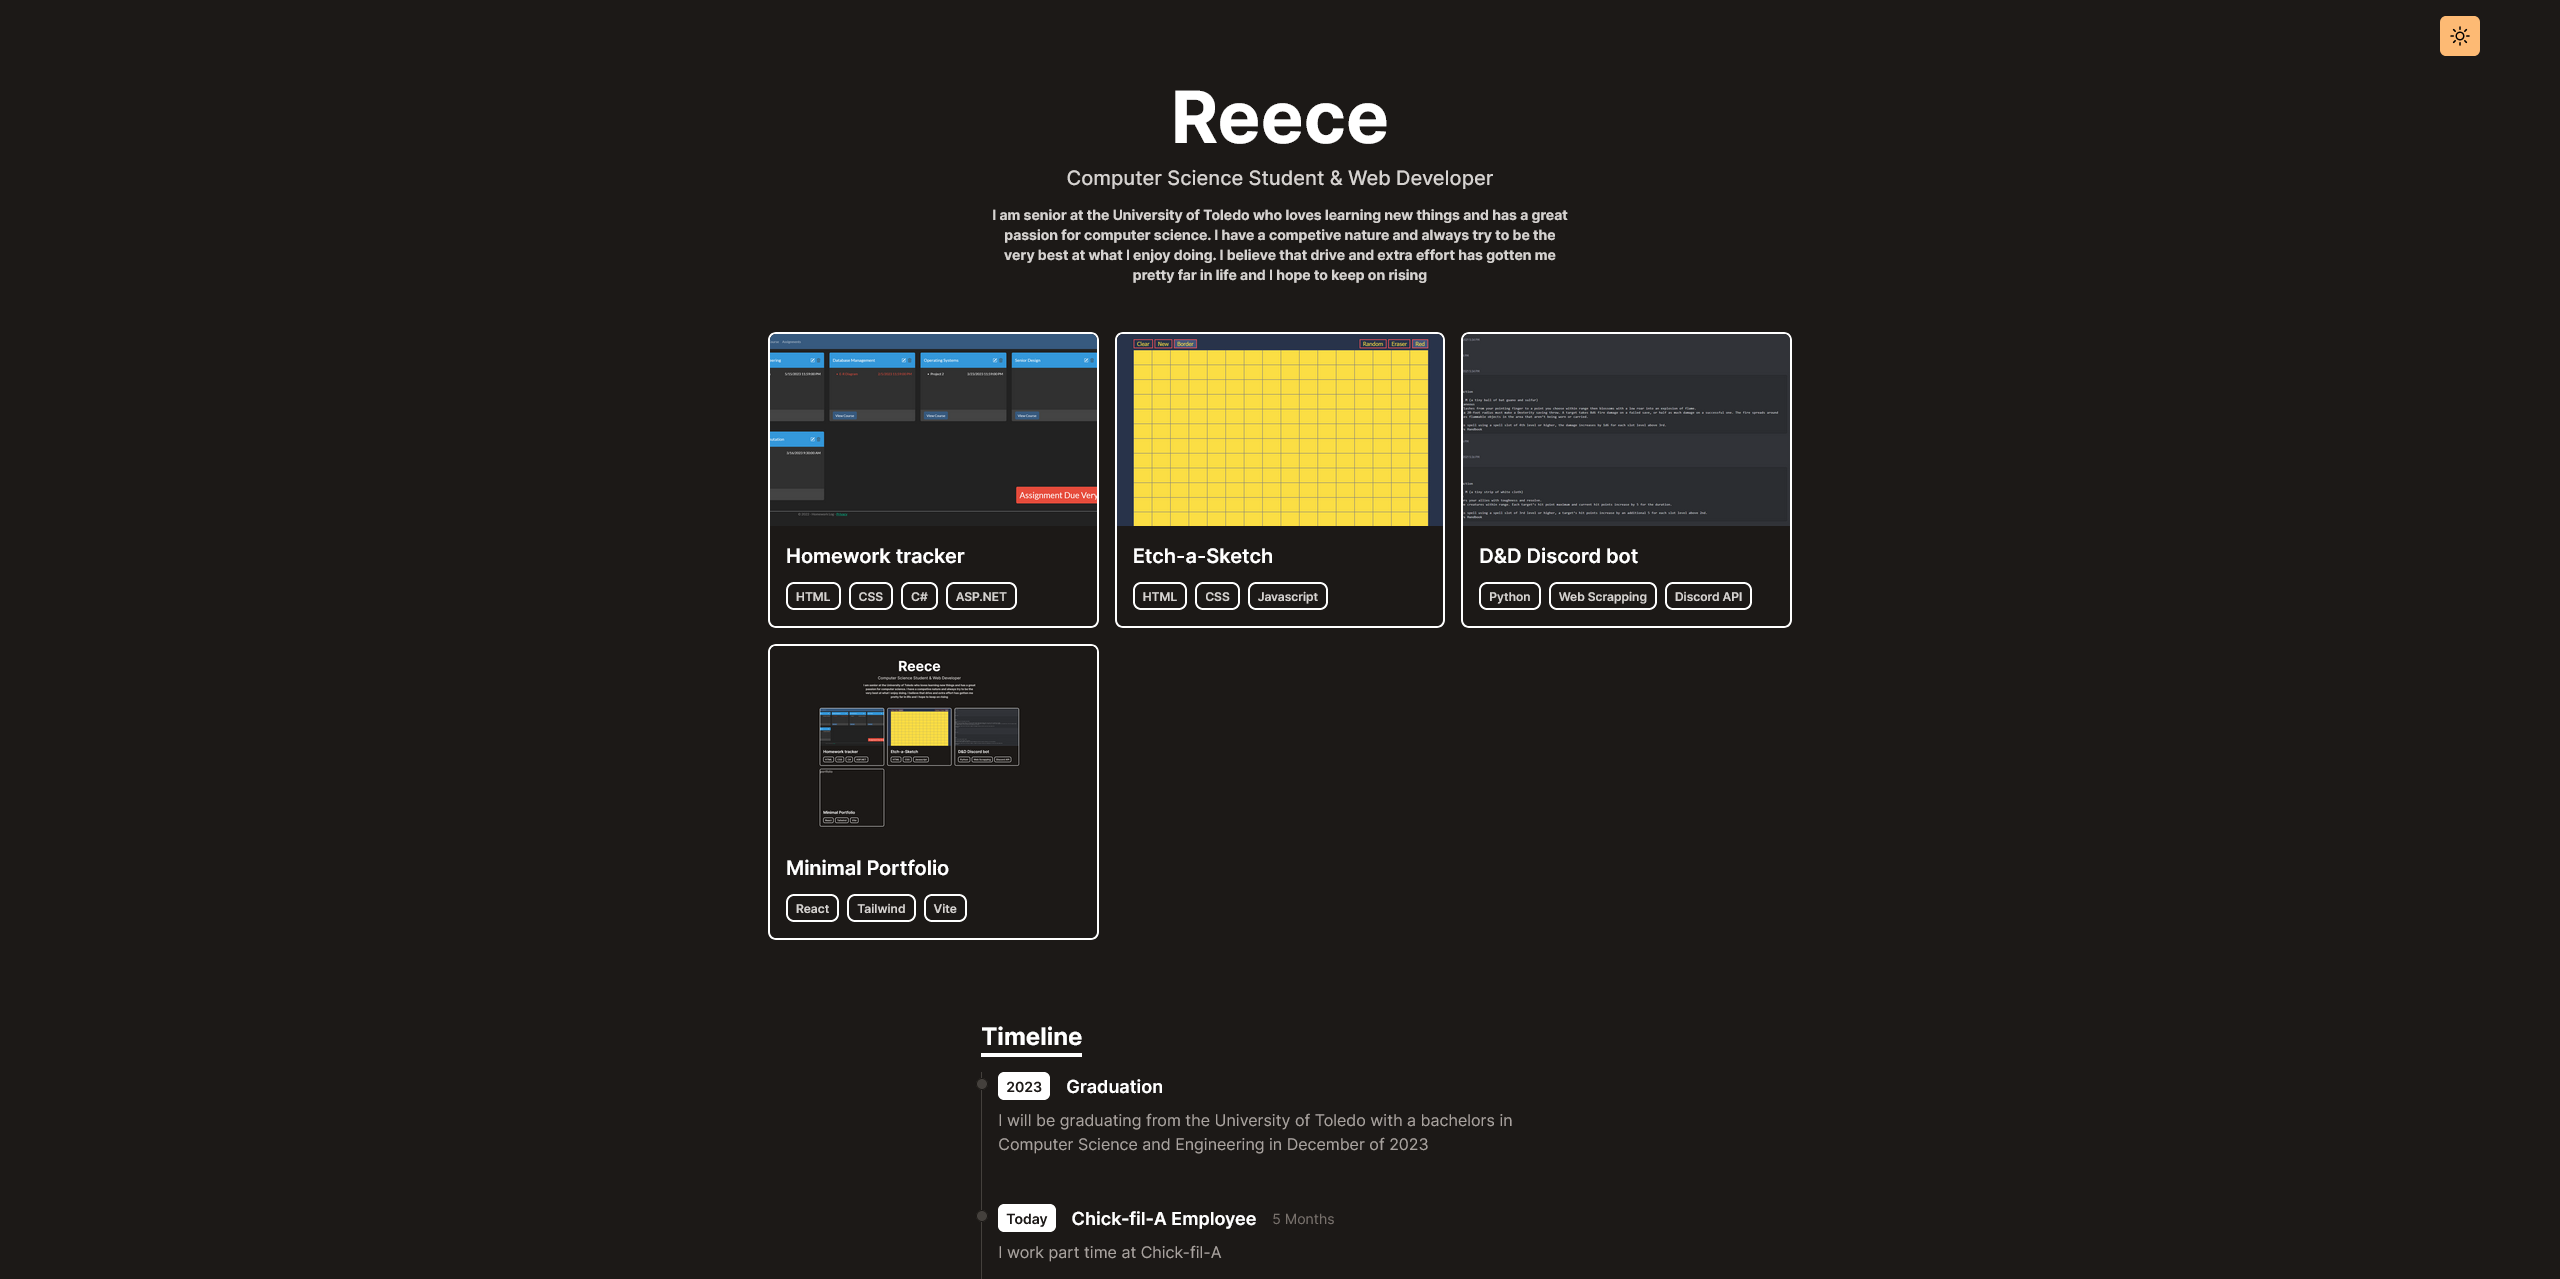 Reece
Computer Science Student & Web Developer
I am senior at the University of Toledo who loves learning new things and has a great
passion for computer science. I have a competive nature and always try to be the
very best at what I enjoy doing. I believe that drive and extra effort has gotten me
pretty far in life and I hope to keep on rising
Database Management
Operating Systems
Senior Design
View Course
View Course
View Course
Assignment Due Very
Homework tracker
HTML CSS C# ASP.NET
Clear New Border Random Eraser Red
Etch-a-Sketch
HTML CSS Javascript
D&D Discord bot
Python Web Scrapping Discord API
Reece
Computer Science Student & Web Developer
Homework tracker
Etch-a-Sketch
D&D Discord bot
Minimal Portfolio
Minimal Portfolio
React Tailwind Vite
Timeline
2023 Graduation
I will be graduating from the University of Toledo with a bachelors in
Computer Science and Engineering in December of 2023
Today Chick-fil-A Employee 5 Months
I work part time at Chick-fil-A